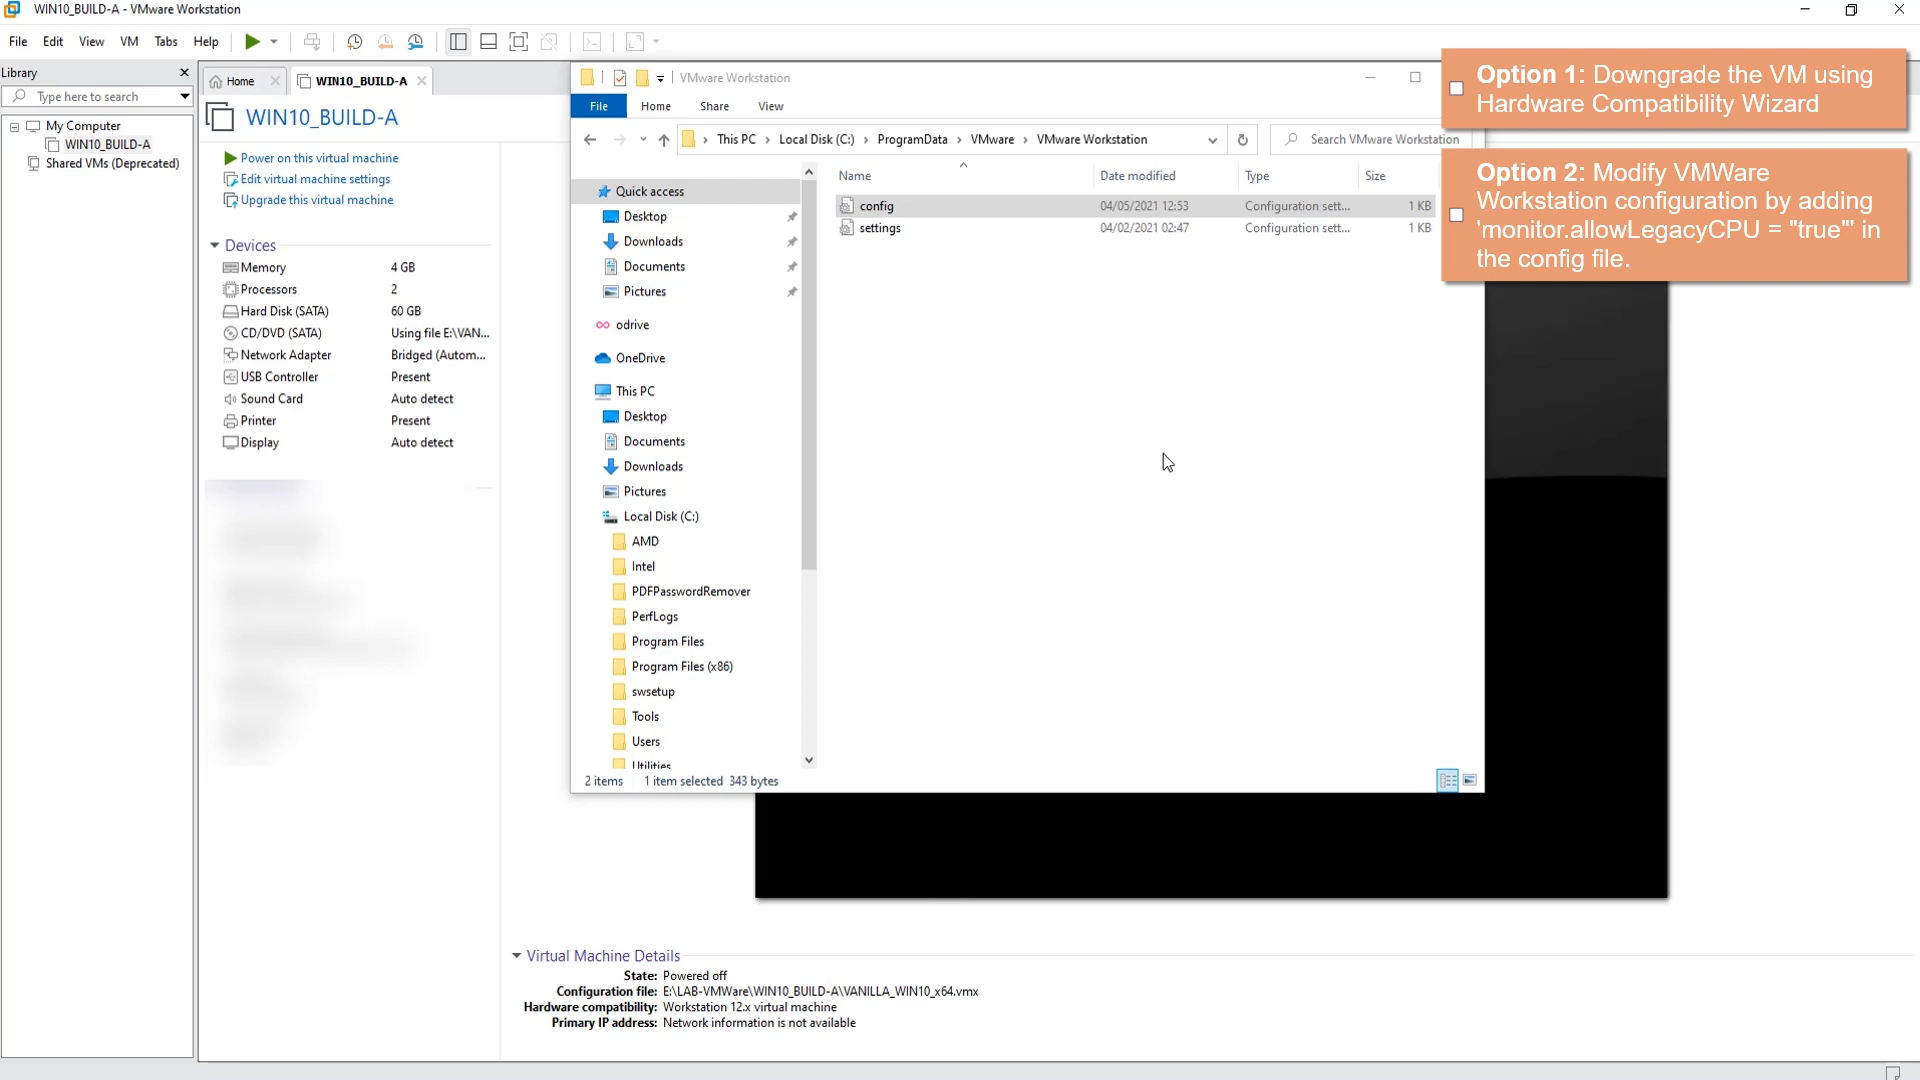 WIN10_BUILD-A - VMware Workstation
File Edit View VM Tabs Help
Library
Type here to search
My Computer
WIN10_BUILD-A
Shared VMs (Deprecated)
Home
WIN10_BUILD-A
WIN10_BUILD-A
Power on this virtual machine
Edit virtual machine settings
Upgrade this virtual machine
Devices
Memory 4 GB
Processors 2
Hard Disk (SATA) 60 GB
CD/DVD (SATA) Using file E:\VAN...
Network Adapter Bridged (Autom...
USB Controller Present
Sound Card Auto detect
Printer Present
Display Auto detect
VMware Workstation
File Home Share View
This PC > Local Disk (C:) > ProgramData > VMware > VMware Workstation
Search VMware Workstation
Quick access
Desktop
Downloads
Documents
Pictures
odrive
OneDrive
This PC
Desktop
Documents
Downloads
Pictures
Local Disk (C:)
AMD
Intel
PDFPasswordRemover
PerfLogs
Program Files
Program Files (x86)
swsetup
Tools
Users
Utilities
Name Date modified Type Size
config 04/05/2021 12:53 Configuration sett... 1 KB
settings 04/02/2021 02:47 Configuration sett... 1 KB
2 items 1 item selected 343 bytes
Option 1: Downgrade the VM using
Hardware Compatibility Wizard
Option 2: Modify VMWare
Workstation configuration by adding
'monitor.allowLegacyCPU = "true"' in
the config file.
Virtual Machine Details
State: Powered off
Configuration file: E:\LAB-VMWare\WIN10_BUILD-A\VANILLA_WIN10_x64.vmx
Hardware compatibility: Workstation 12.x virtual machine
Primary IP address: Network information is not available